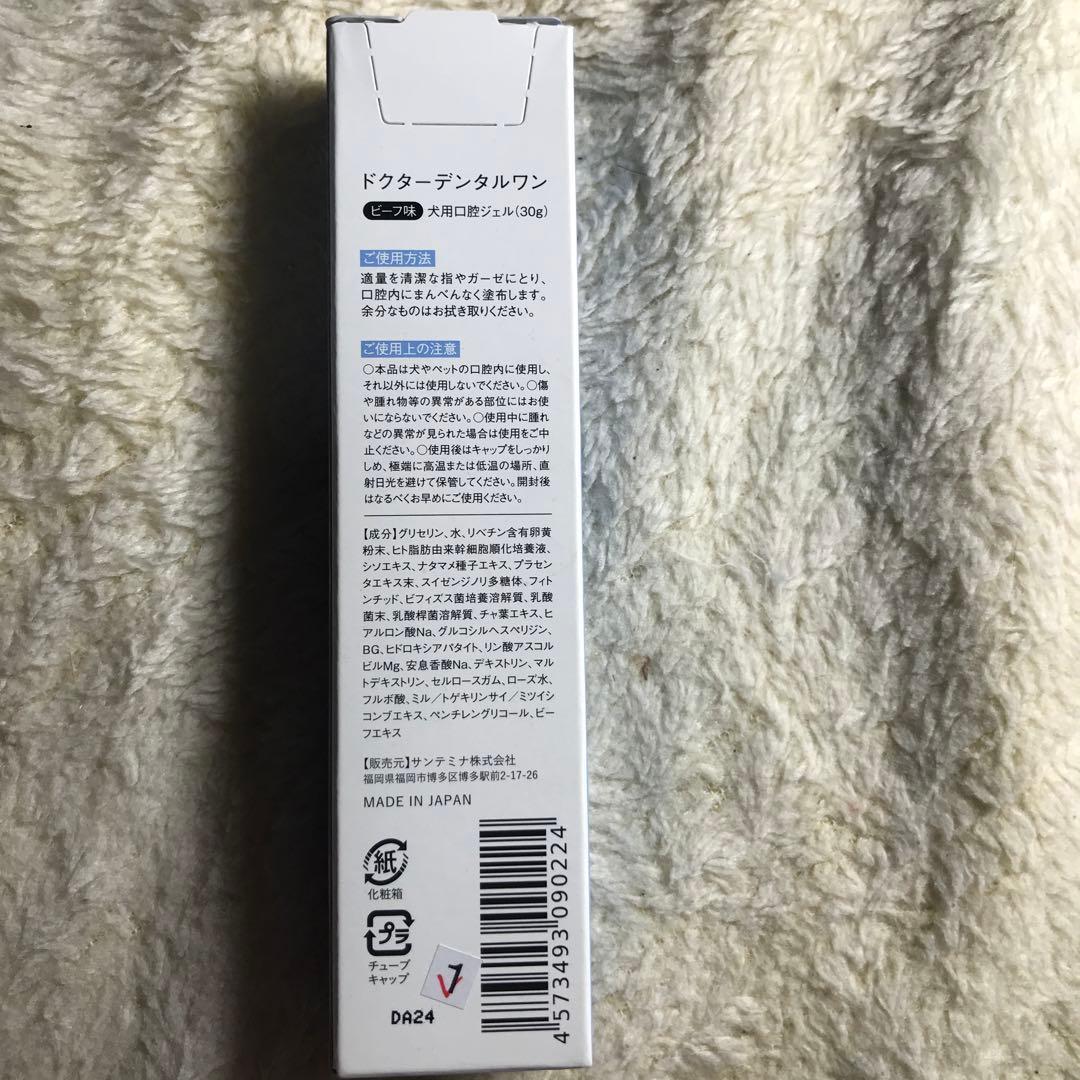 ドクターデンタルワン
ビーフ味 犬用口腔ジェル(30g)
ご使用方法
適量を清潔な指やガーゼにとり、
口腔内にまんべんなく塗布します。
余分なものはお拭き取りください。
ご使用上の注意
○本品は犬やペットの口腔内に使用し、
それ以外には使用しないでください。○傷
や腫れ物等の異常がある部位にはお使
いにならないでください。○使用中に腫れ
などの異常が見られた場合は使用をご中
止ください。○使用後はキャップをしっかり
しめ、極端に高温または低温の場所、直
射日光を避けて保管してください。開封後
はなるべくお早めにご使用ください。
【成分】グリセリン、水、リベチン含有卵黄
粉末、ヒト脂肪由来幹細胞順化培養液、
シソエキス、ナタマメ種子エキス、プラセン
タエキス末、スイゼンジノリ多糖体、フィト
ンチッド、ビフィズス菌培養溶解質、乳酸
菌末、乳酸桿菌溶解質、チャ葉エキス、ヒ
アルロン酸Na、グルコシルヘスペリジン、
BG、ヒドロキシアパタイト、リン酸アスコル
ビルMg、安息香酸Na、デキストリン、マル
トデキストリン、セルロースガム、ローズ水、
フルボ酸、ミル／トゲキリンサイ／ミツイシ
コンブエキス、ペンチレングリコール、ビー
フエキス
【販売元】サンテミナ株式会社
福岡県福岡市博多区博多駅前2-17-26
MADE IN JAPAN
紙
化粧箱
プラ
チューブ
キャップ
1
DA24
4573493090224